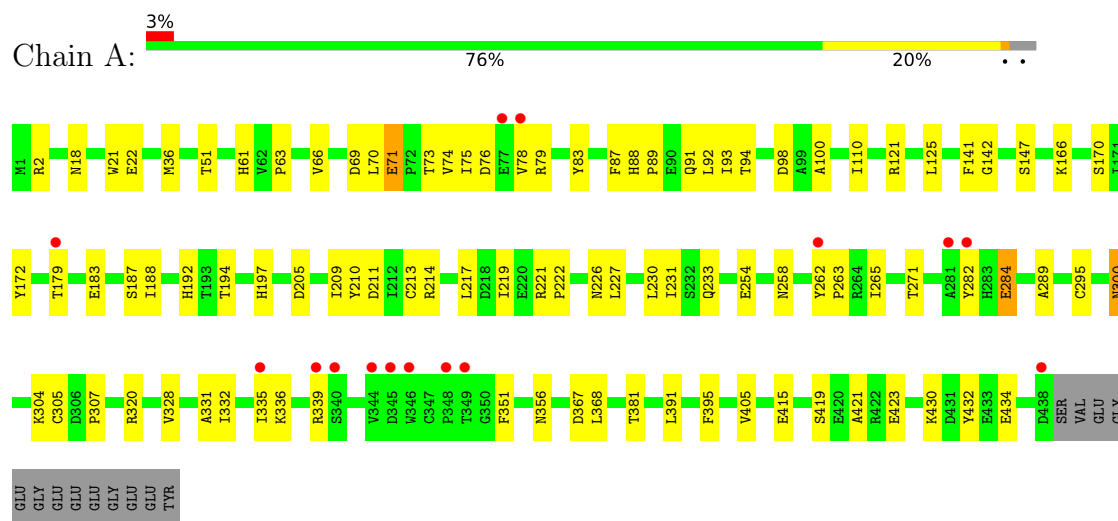 3%
Chain A:
76% 20% • •
M1 R2 N18 W21 E22 M36 T51 H61 V62 P63 V66 D69 L70 E71 P72 T73 V74 I75 D76 E77 V78 R79 Y83 F87 H88 P89 E90 Q91 L92 I93 T94 D98 A99 A100 I110 R121 L125 F141 G142 S147 K166 S170 I171
Y172 T179 E183 S187 I188 H192 T193 T194 H197 D205 I209 Y210 D211 I212 C213 R214 L217 D218 I219 E220 R221 P222 N226 L227 L230 I231 S232 Q233 E254 N258 Y262 P263 R264 I265 T271 A281 Y282 H283 E284 A289 C295 N300
K304 C305 D306 P307 R320 V328 A331 I332 I335 K336 R339 S340 V344 D345 W346 C347 P348 T349 G350 F351 N356 D367 L368 T381 L391 F395 V405 E415 S419 E420 A421 R422 E423 K430 D431 Y432 E433 E434 D438 SER VAL GLU GLY
GLU GLY GLU GLU GLU GLY GLU GLU TYR